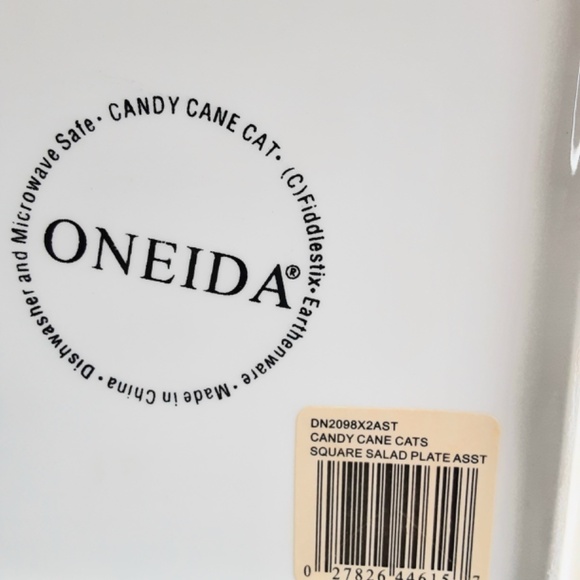 CANDY CANE CAT • (C)Fiddlestix • Earthenware • Made in China • Dishwasher and Microwave Safe •
ONEIDA®
DN2098X2AST
CANDY CANE CATS
SQUARE SALAD PLATE ASST
0 27826 44615 7